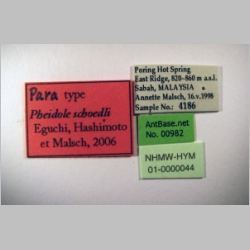 Para type
Pheidole schoedli
Eguchi, Hashimoto
et Malsch, 2006
Poring Hot Spring
East Ridge, 820-860 m a.s.l.
Sabah, MALAYSIA
Annette Malsch, 16.v.1998
Sample No.: 4186
AntBase.net
No. 00982
NHMW-HYM
01-0000044